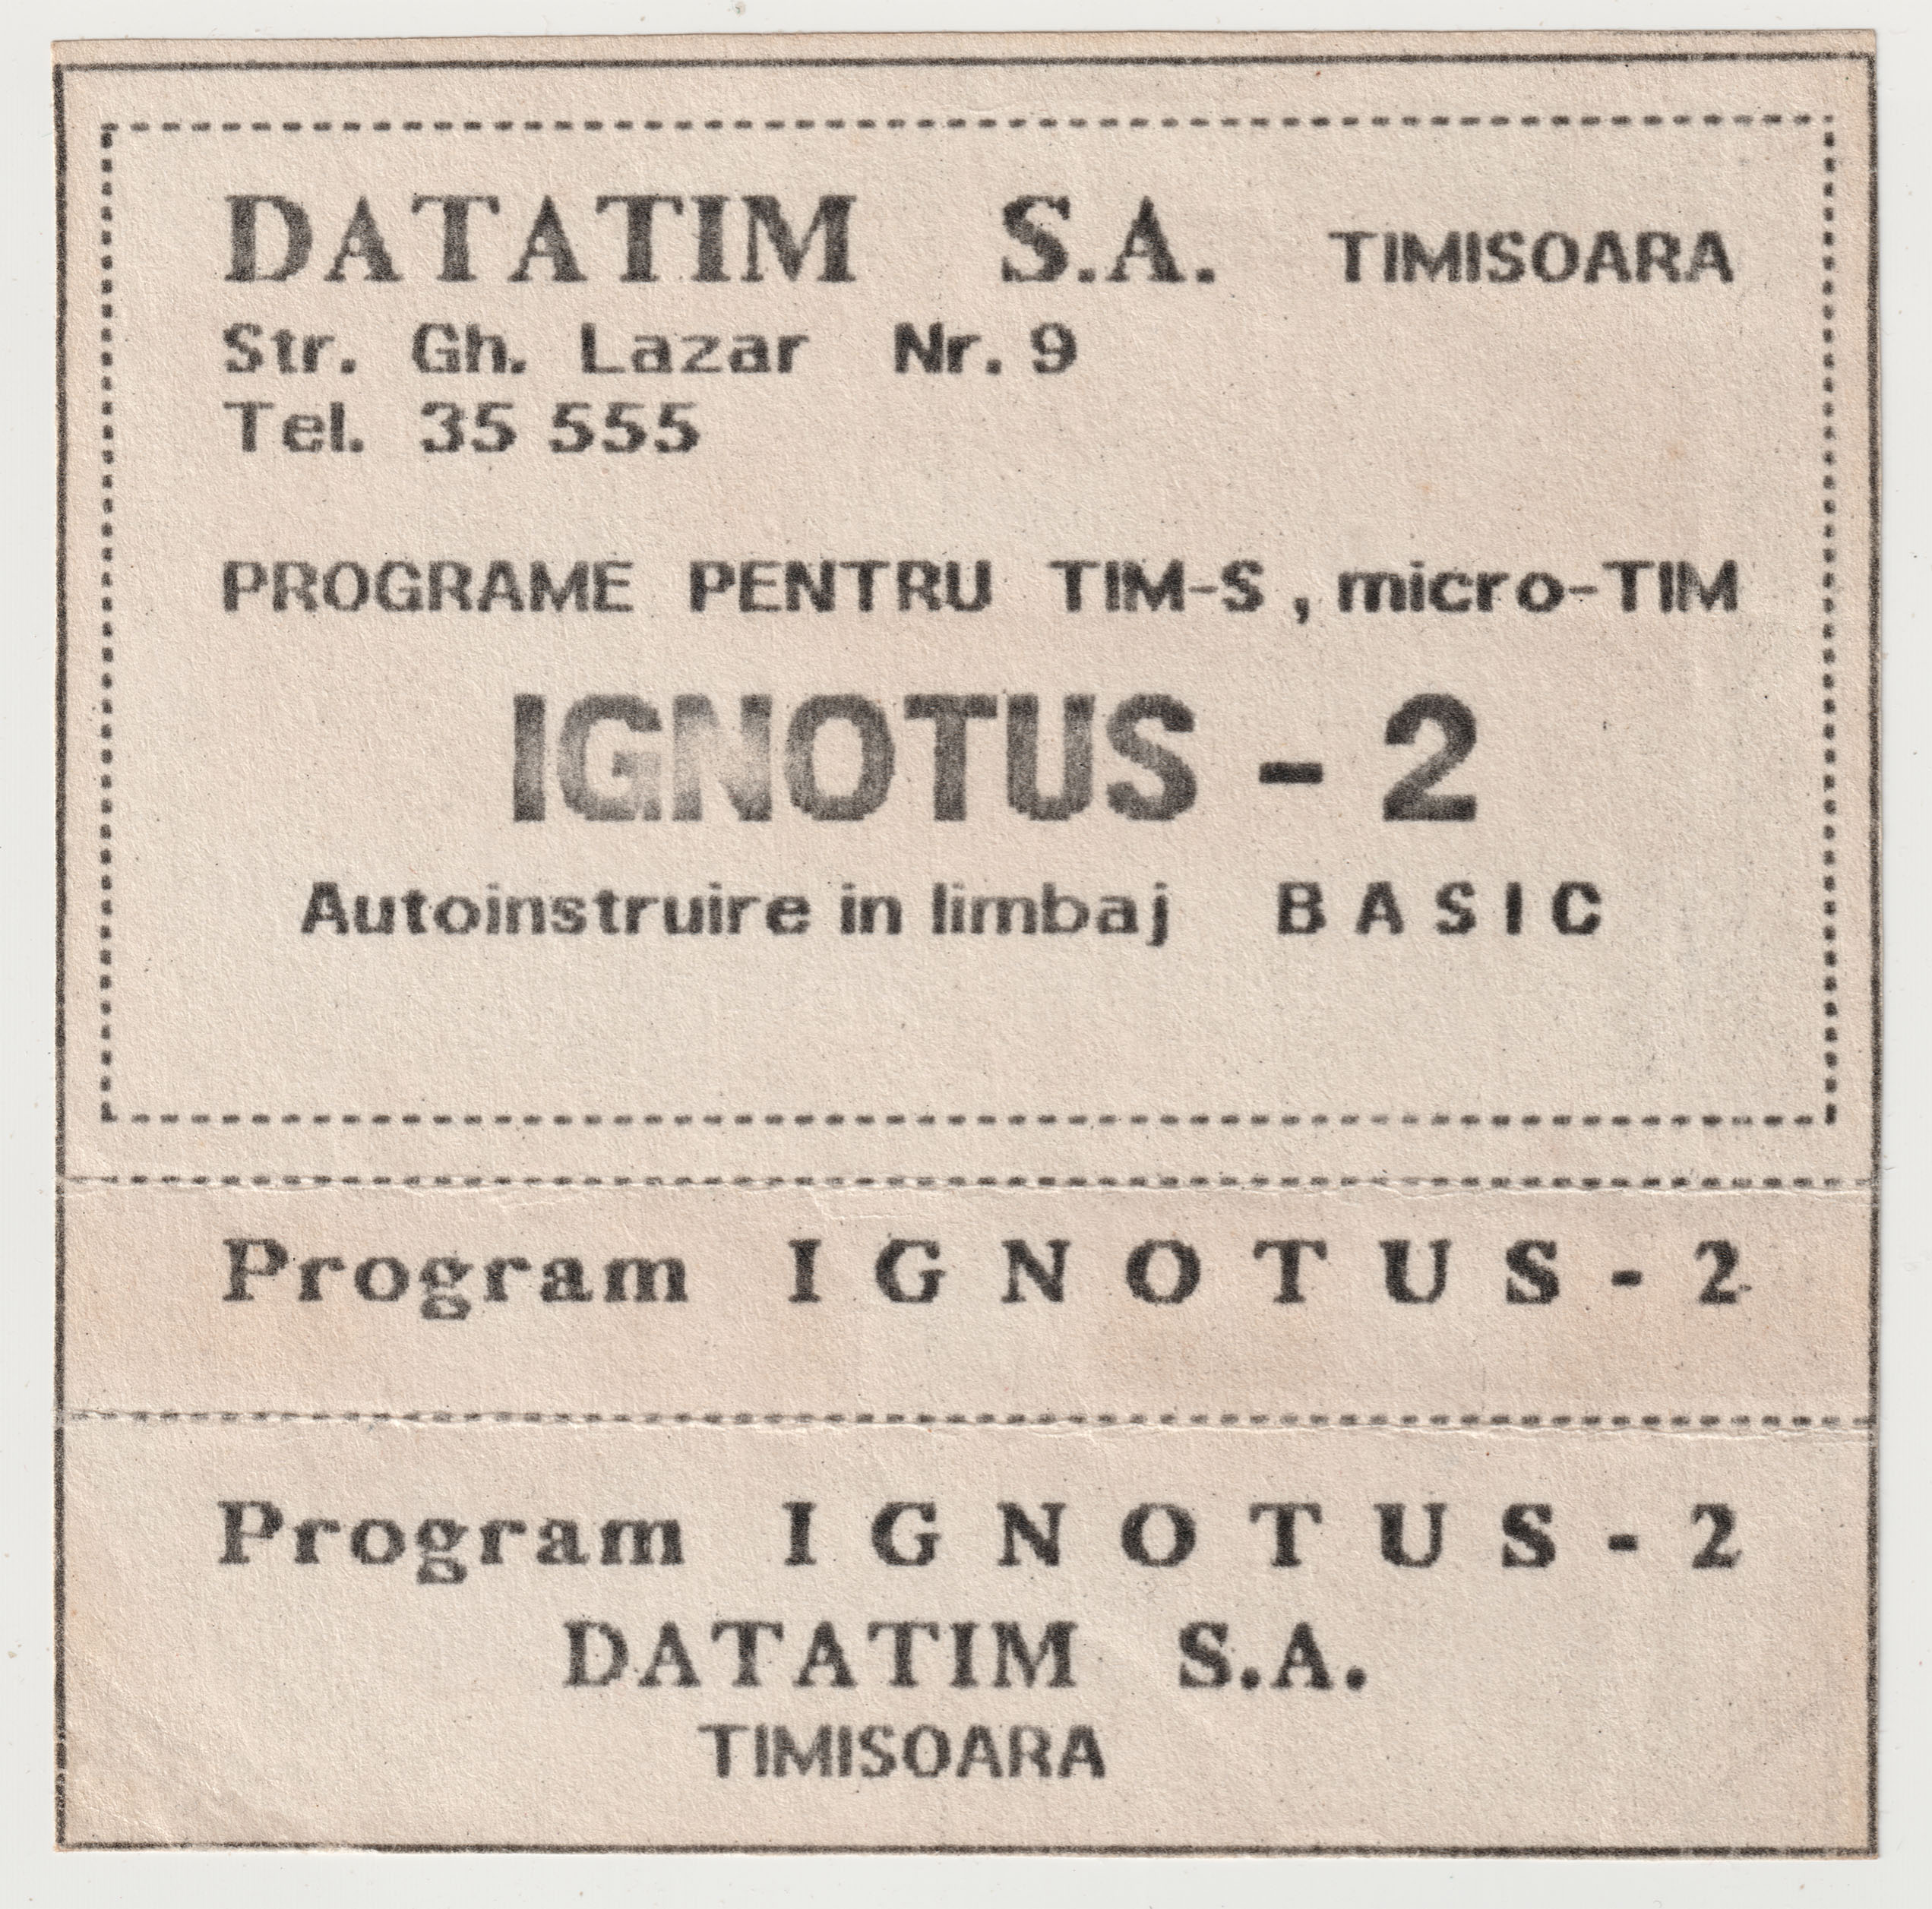 DATATIM S.A. TIMISOARA
Str. Gh. Lazar Nr. 9
Tel. 35 555
PROGRAME PENTRU TIM-S, micro-TIM
IGNOTUS - 2
Autoinstruire in limbaj BASIC
Program IGNOTUS - 2
Program IGNOTUS - 2
DATATIM S.A.
TIMISOARA